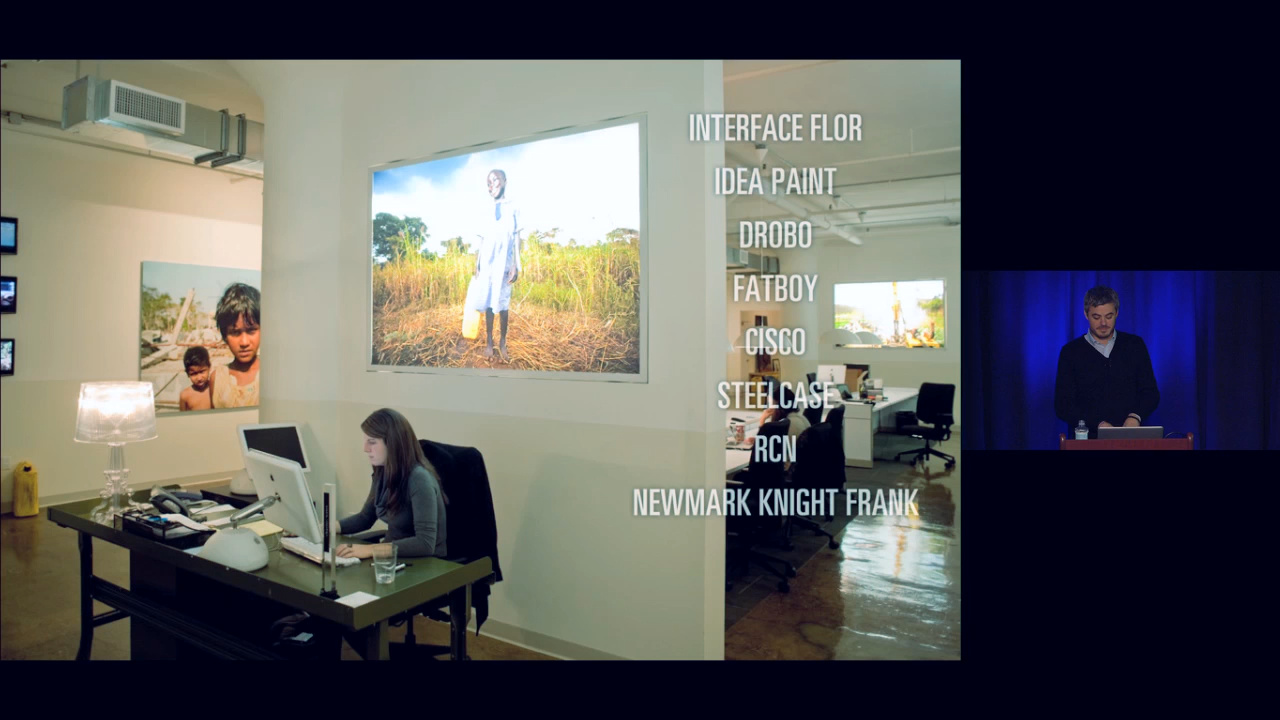 INTERFACE FLOR
IDEA PAINT
DROBO
FATBOY
CISCO
STEELCASE
RCN
NEWMARK KNIGHT FRANK